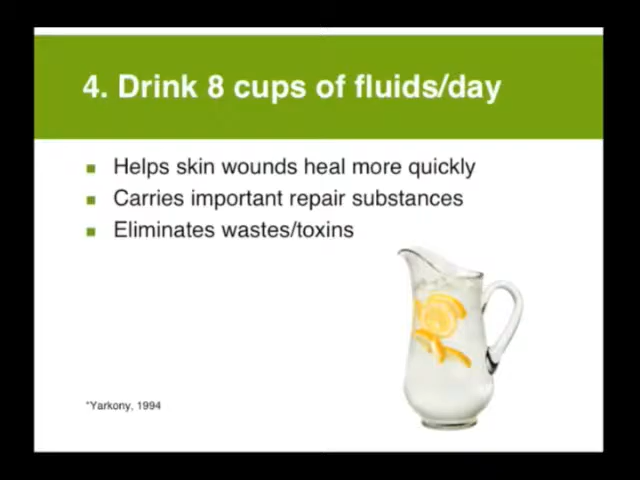 4. Drink 8 cups of fluids/day
Helps skin wounds heal more quickly
Carries important repair substances
Eliminates wastes/toxins
*Yarkony, 1994